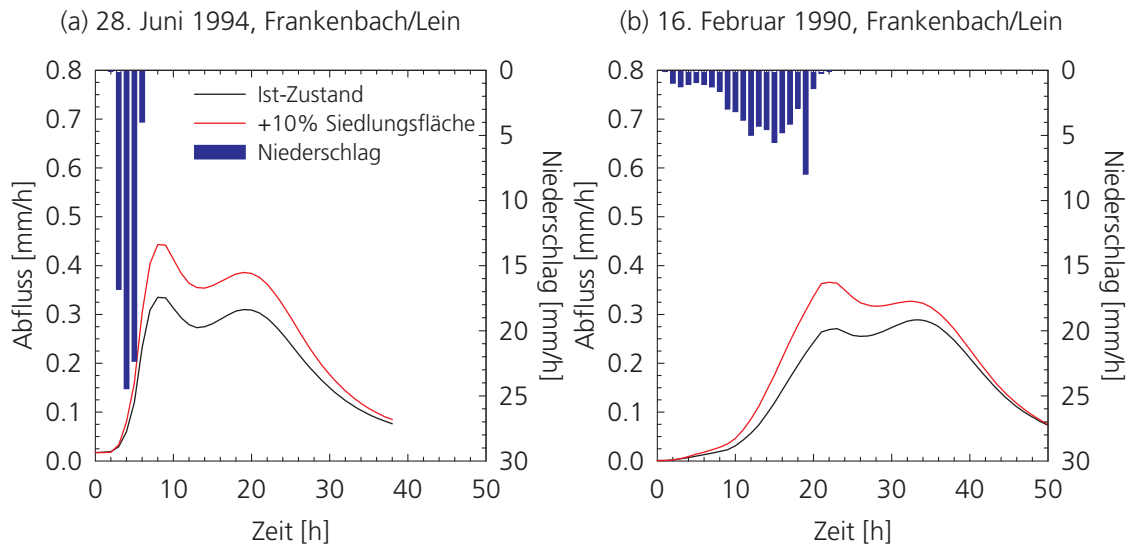 (a) 28. Juni 1994, Frankenbach/Lein
0.8
0.7
0.6
0.5
0.4
0.3
0.2
0.1
0.0
Abfluss [mm/h]
0
5
10
15
20
25
30
Niederschlag [mm/h]
Ist-Zustand
+10% Siedlungsfläche
Niederschlag
0 10 20 30 40 50
Zeit [h]
(b) 16. Februar 1990, Frankenbach/Lein
0.8
0.7
0.6
0.5
0.4
0.3
0.2
0.1
0.0
Abfluss [mm/h]
0
5
10
15
20
25
30
Niederschlag [mm/h]
0 10 20 30 40 50
Zeit [h]